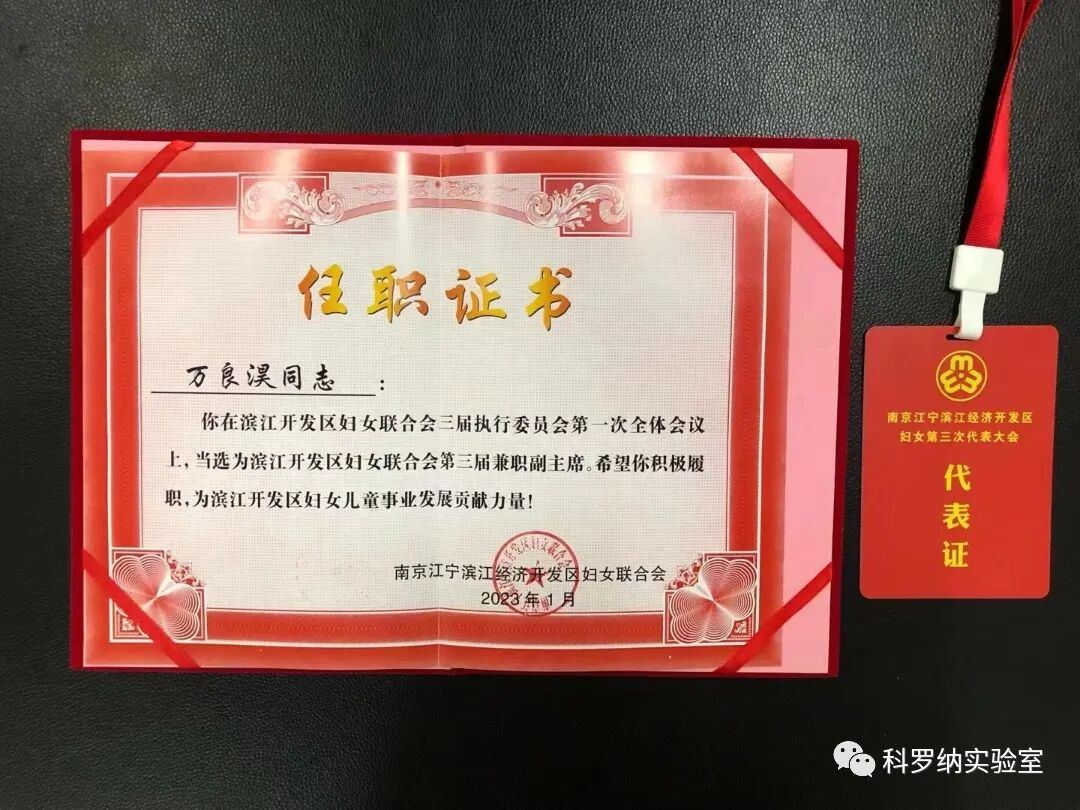 任职证书
万良淏同志：
你在滨江开发区妇女联合会三届执行委员会第一次全体会议
上，当选为滨江开发区妇女联合会第三届兼职副主席。希望你积极履
职，为滨江开发区妇女儿童事业发展贡献力量！
南京江宁滨江经济开发区妇女联合会
2023年1月
南京江宁滨江经济开发区
妇女第三次代表大会
代
表
证
科罗纳实验室